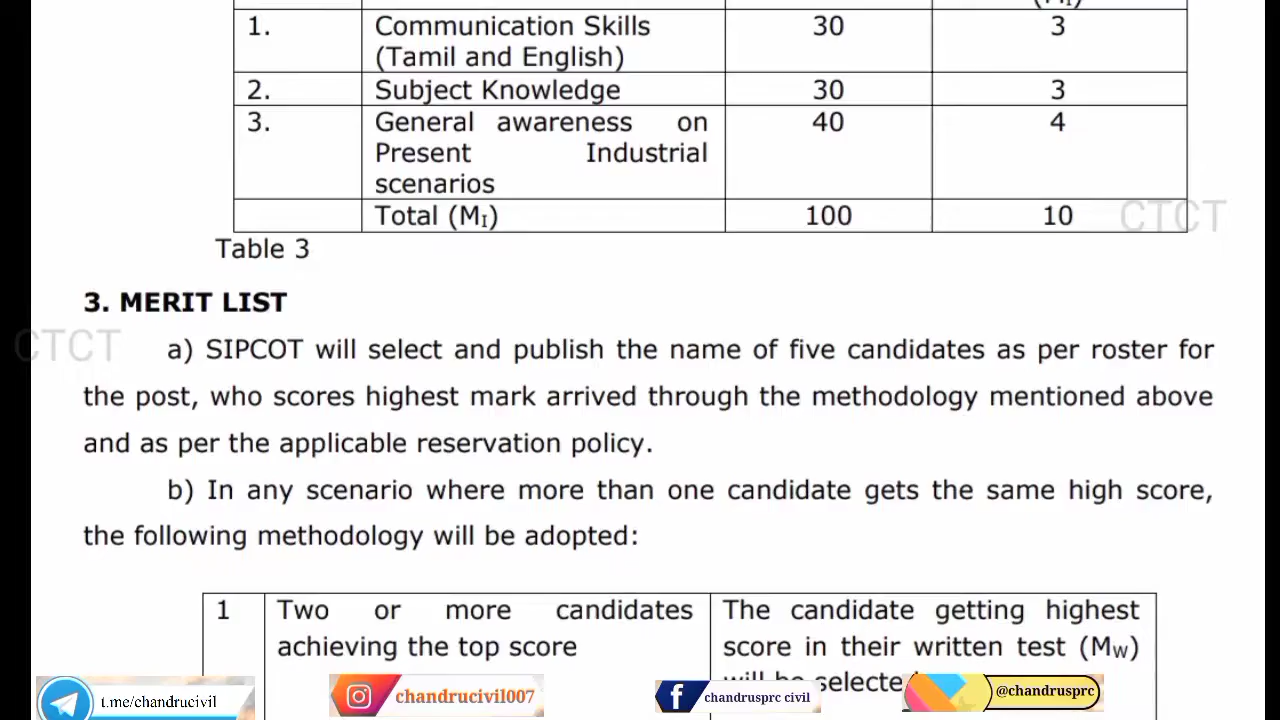 (MI)
1. Communication Skills 30 3
(Tamil and English)
2. Subject Knowledge 30 3
3. General awareness on 40 4
Present Industrial
scenarios
Total (MI) 100 10
CTCT
Table 3
3. MERIT LIST
CTCT
a) SIPCOT will select and publish the name of five candidates as per roster for
the post, who scores highest mark arrived through the methodology mentioned above
and as per the applicable reservation policy.
b) In any scenario where more than one candidate gets the same high score,
the following methodology will be adopted:
1 Two or more candidates The candidate getting highest
achieving the top score score in their written test (MW)
will be selected
t.me/chandrucivil chandrucivil007 chandrusprc civil @chandrusprc